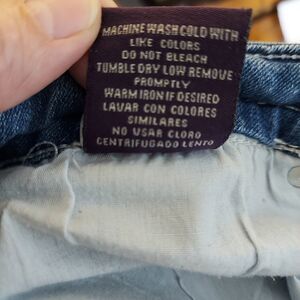 MACHINE WASH COLD WITH
LIKE COLORS
DO NOT BLEACH
TUMBLE DRY LOW REMOVE
PROMPTLY
WARM IRON IF DESIRED
LAVAR CON COLORES
SIMILARES
NO USAR CLORO
CENTRIFUGADO LENTO